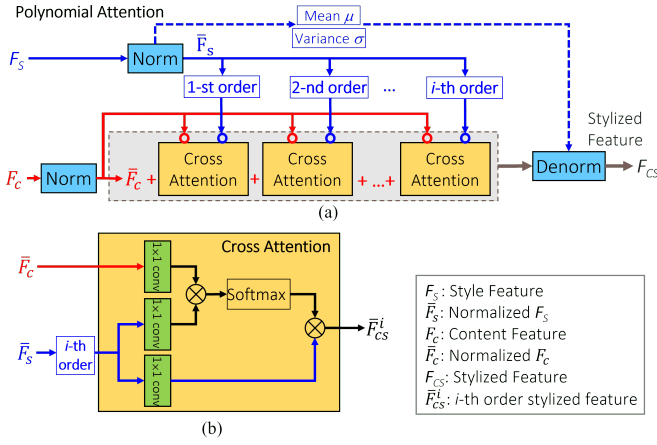 Polynomial Attention
Mean μ
Variance σ
F_S
Norm
F̄_s
1-st order
2-nd order
...
i-th order
Stylized
Feature
F_c
Norm
F̄_c +
Cross
Attention
+
Cross
Attention
+ ...+
Cross
Attention
Denorm
F_CS
(a)
Cross Attention
F̄_c
1x1 conv
Softmax
1x1 conv
F̄_cs^i
F̄_s
i-th
order
1x1 conv
(b)
F_S: Style Feature
F̄_s: Normalized F_S
F_c: Content Feature
F̄_c: Normalized F_c
F_CS: Stylized Feature
F̄_cs^i: i-th order stylized feature